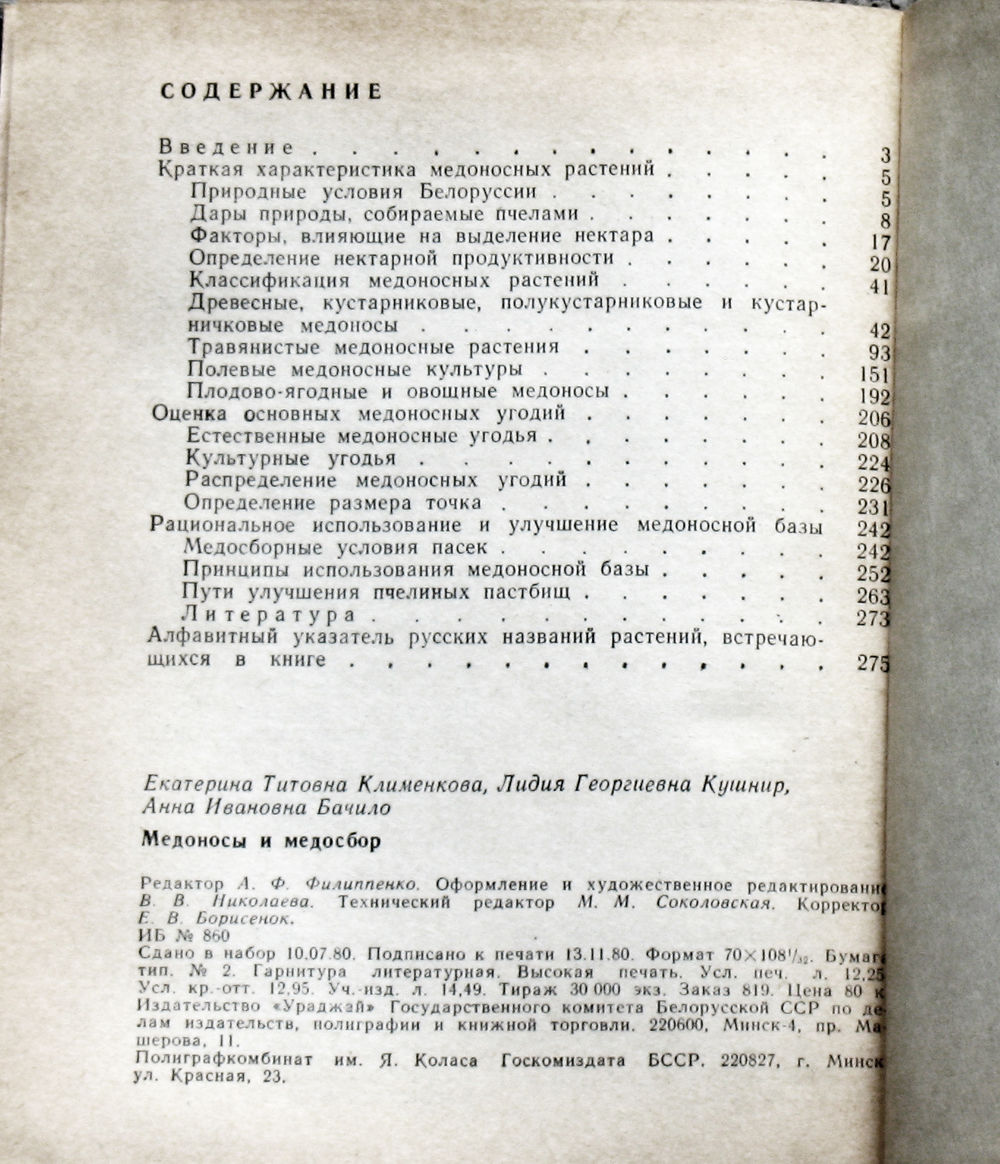 СОДЕРЖАНИЕ
Введение . . . . . . . . . . . . . 3
Краткая характеристика медоносных растений . . . . . 5
Природные условия Белоруссии . . . . . . . . 5
Дары природы, собираемые пчелами . . . . . . . 8
Факторы, влияющие на выделение нектара . . . . . 17
Определение нектарной продуктивности . . . . . . 20
Классификация медоносных растений . . . . . . 41
Древесные, кустарниковые, полукустарниковые и кустар-
ничковые медоносы . . . . . . . . . . 42
Травянистые медоносные растения . . . . . . . 93
Полевые медоносные культуры . . . . . . . . 151
Плодово-ягодные и овощные медоносы . . . . . . 192
Оценка основных медоносных угодий . . . . . . . 206
Естественные медоносные угодья . . . . . . . . 208
Культурные угодья . . . . . . . . . . 224
Распределение медоносных угодий . . . . . . . 226
Определение размера точка . . . . . . . . . 231
Рациональное использование и улучшение медоносной базы 242
Медосборные условия пасек . . . . . . . . . 242
Принципы использования медоносной базы . . . . . 252
Пути улучшения пчелиных пастбищ . . . . . . . 263
Литература . . . . . . . . . . . . 273
Алфавитный указатель русских названий растений, встречаю-
щихся в книге . . . . . . . . . . . . . 275
Екатерина Титовна Клименкова, Лидия Георгиевна Кушнир,
Анна Ивановна Бачило
Медоносы и медосбор
Редактор А. Ф. Филиппенко. Оформление и художественное редактирование
В. В. Николаева. Технический редактор М. М. Соколовская. Корректор
Е. В. Борисенок.
ИБ № 860
Сдано в набор 10.07.80. Подписано к печати 13.11.80. Формат 70×108 1/32. Бумаг
тип. № 2. Гарнитура литературная. Высокая печать. Усл. печ. л. 12,25
Усл. кр.-отт. 12,95. Уч.-изд. л. 14,49. Тираж 30 000 экз. Заказ 819. Цена 80 к
Издательство «Ураджай» Государственного комитета Белорусской ССР по де-
лам издательств, полиграфии и книжной торговли. 220600, Минск-4, пр. Ма-
шерова, 11.
Полиграфкомбинат им. Я. Коласа Госкомиздата БССР. 220827, г. Минск
ул. Красная, 23.